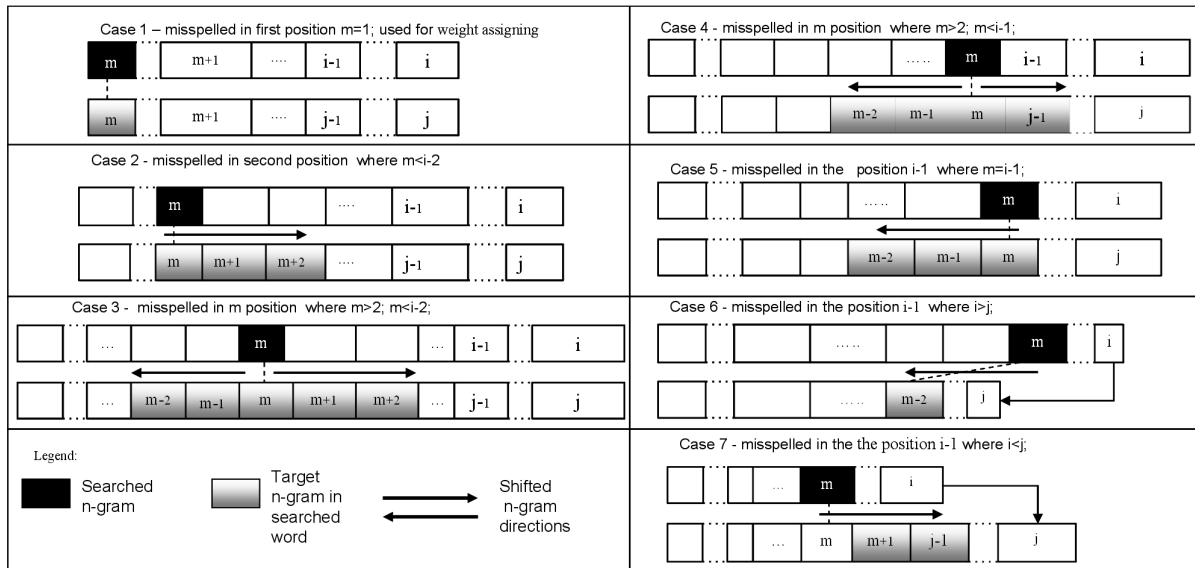 Case 1 – misspelled in first position m=1; used for weight assigning
m m+1 .... i-1 i
m m+1 .... j-1 j
Case 2 - misspelled in second position where m<i-2
m .... i-1 i
m m+1 m+2 .... j-1 j
Case 3 - misspelled in m position where m>2; m<i-2;
... m ... i-1 i
... m-2 m-1 m m+1 m+2 ... j-1 j
Legend:
Searched
n-gram
Target
n-gram in
searched
word
Shifted
n-gram
directions
Case 4 - misspelled in m position where m>2; m<i-1;
..... m i-1 i
m-2 m-1 m j-1 j
Case 5 - misspelled in the position i-1 where m=i-1;
..... m i
m-2 m-1 m j
Case 6 - misspelled in the position i-1 where i>j;
..... m i
..... m-2 j
Case 7 - misspelled in the the position i-1 where i<j;
... m i
... m m+1 j-1 j